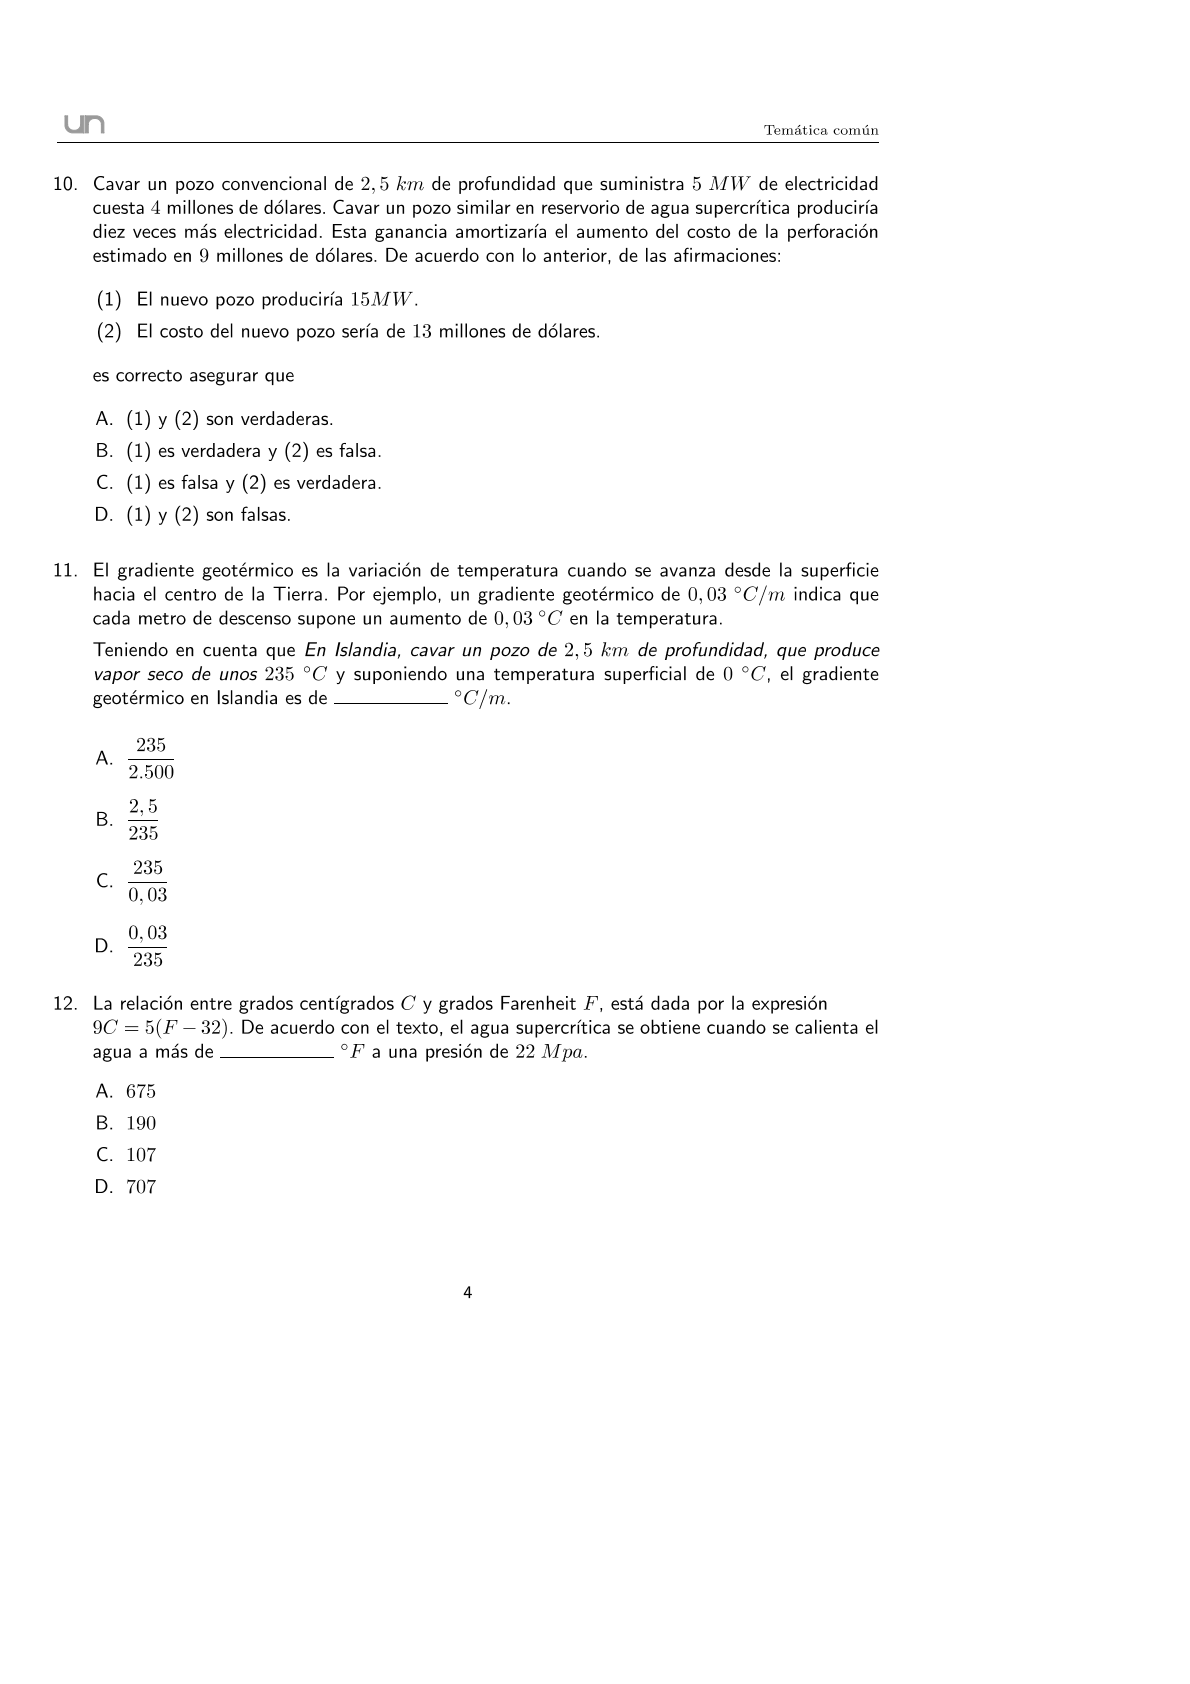 un
Temática común
10. Cavar un pozo convencional de 2, 5 km de profundidad que suministra 5 MW de electricidad
cuesta 4 millones de dólares. Cavar un pozo similar en reservorio de agua supercrítica produciría
diez veces más electricidad. Esta ganancia amortizaría el aumento del costo de la perforación
estimado en 9 millones de dólares. De acuerdo con lo anterior, de las afirmaciones:
(1) El nuevo pozo produciría 15MW.
(2) El costo del nuevo pozo sería de 13 millones de dólares.
es correcto asegurar que
A. (1) y (2) son verdaderas.
B. (1) es verdadera y (2) es falsa.
C. (1) es falsa y (2) es verdadera.
D. (1) y (2) son falsas.
11. El gradiente geotérmico es la variación de temperatura cuando se avanza desde la superficie
hacia el centro de la Tierra. Por ejemplo, un gradiente geotérmico de 0, 03 °C/m indica que
cada metro de descenso supone un aumento de 0, 03 °C en la temperatura.
Teniendo en cuenta que En Islandia, cavar un pozo de 2, 5 km de profundidad, que produce
vapor seco de unos 235 °C y suponiendo una temperatura superficial de 0 °C, el gradiente
geotérmico en Islandia es de ________ °C/m.
A. 235/2.500
B. 2, 5/235
C. 235/0, 03
D. 0, 03/235
12. La relación entre grados centígrados C y grados Farenheit F, está dada por la expresión
9C = 5(F − 32). De acuerdo con el texto, el agua supercrítica se obtiene cuando se calienta el
agua a más de ________ °F a una presión de 22 Mpa.
A. 675
B. 190
C. 107
D. 707
4